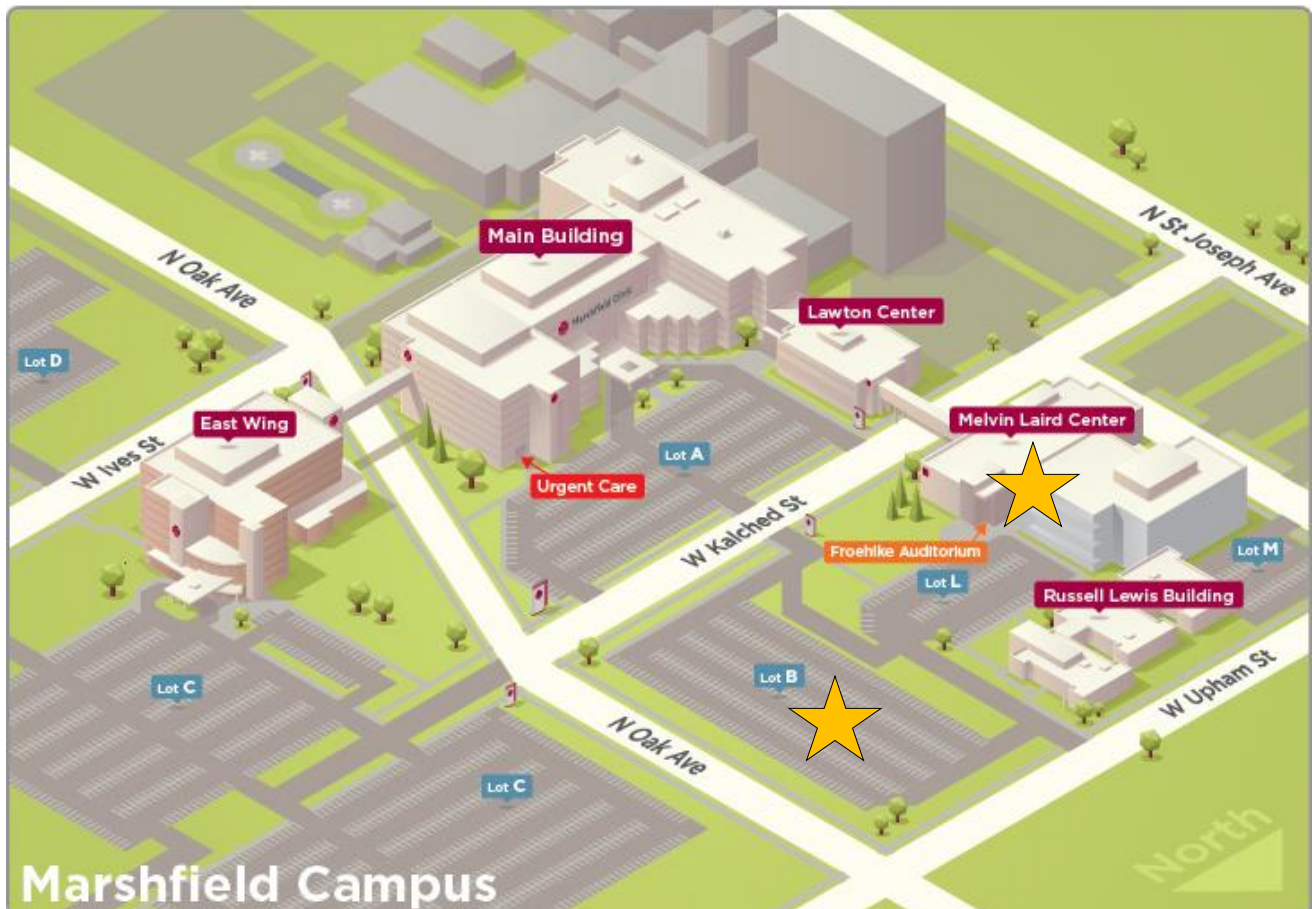 N St Joseph Ave
Main Building
N Oak Ave
Marshfield Clinic
Lawton Center
Lot D
East Wing
Melvin Laird Center
W Ives St
Lot A
Urgent Care
W Kalched St
Froehlke Auditorium
Lot M
Lot L
Russell Lewis Building
Lot C
Lot B
W Upham St
N Oak Ave
Lot C
North
Marshfield Campus